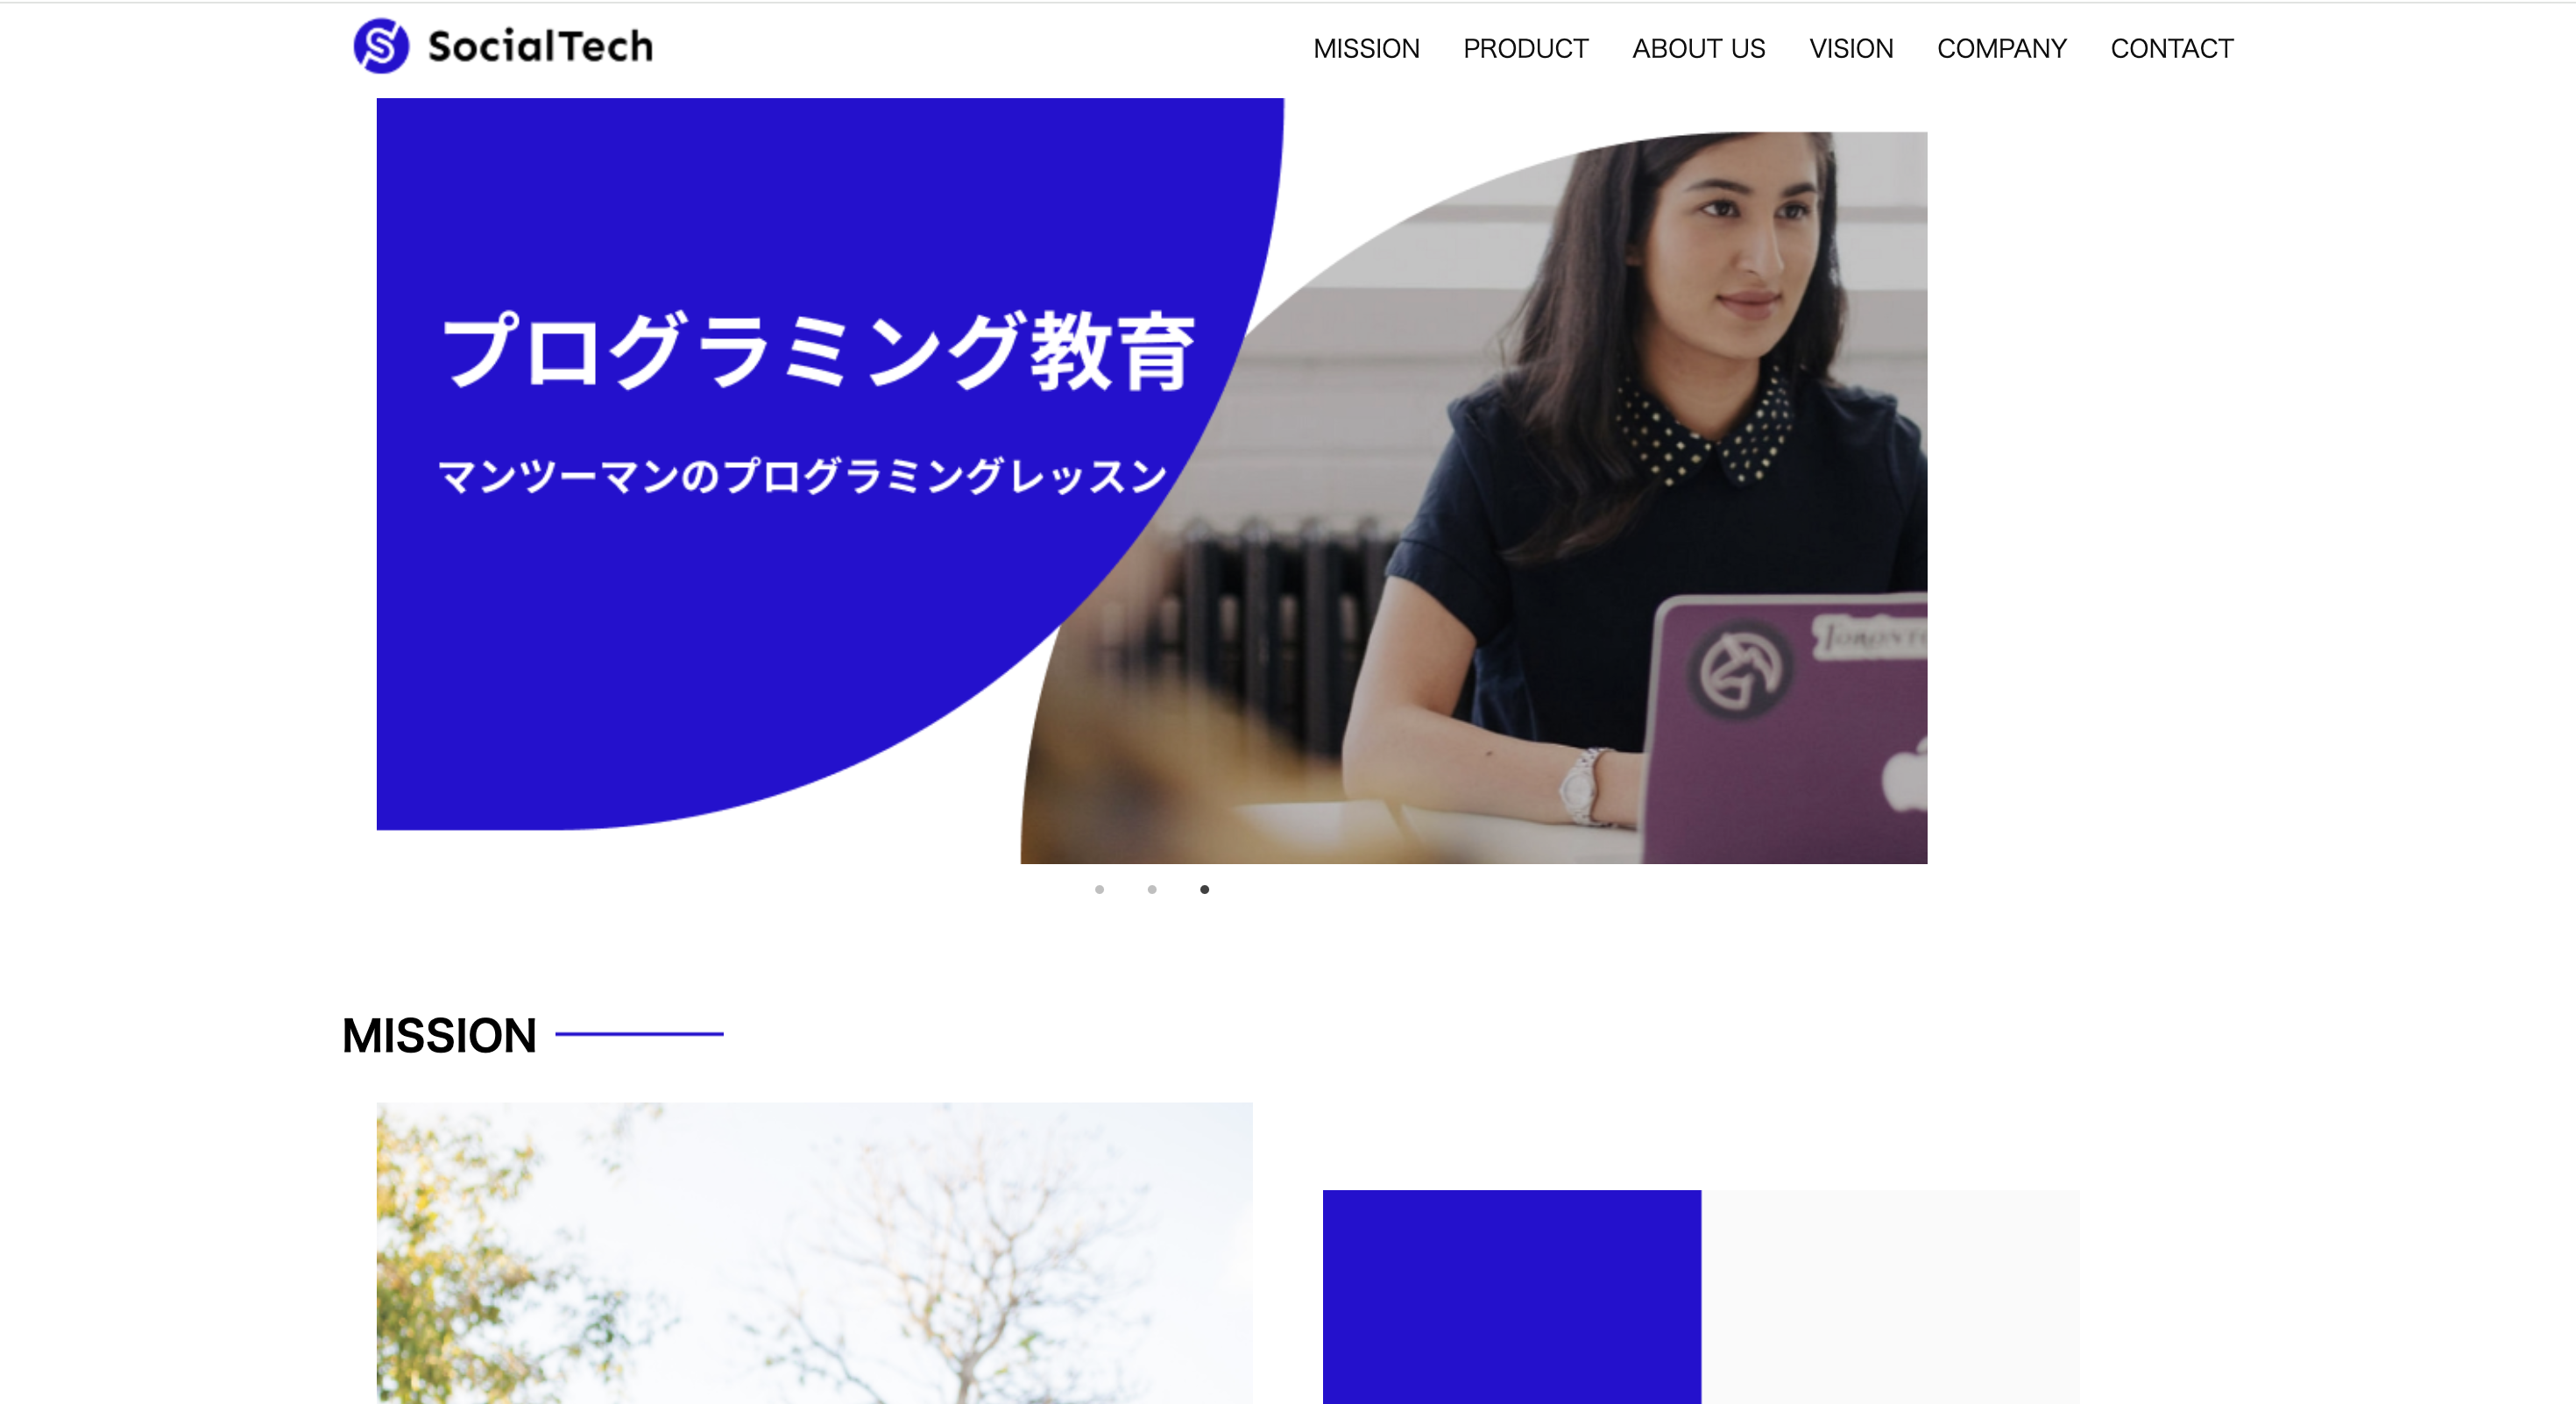 SocialTech
MISSION PRODUCT ABOUT US VISION COMPANY CONTACT
プログラミング教育
マンツーマンのプログラミングレッスン
TORONTO
MISSION